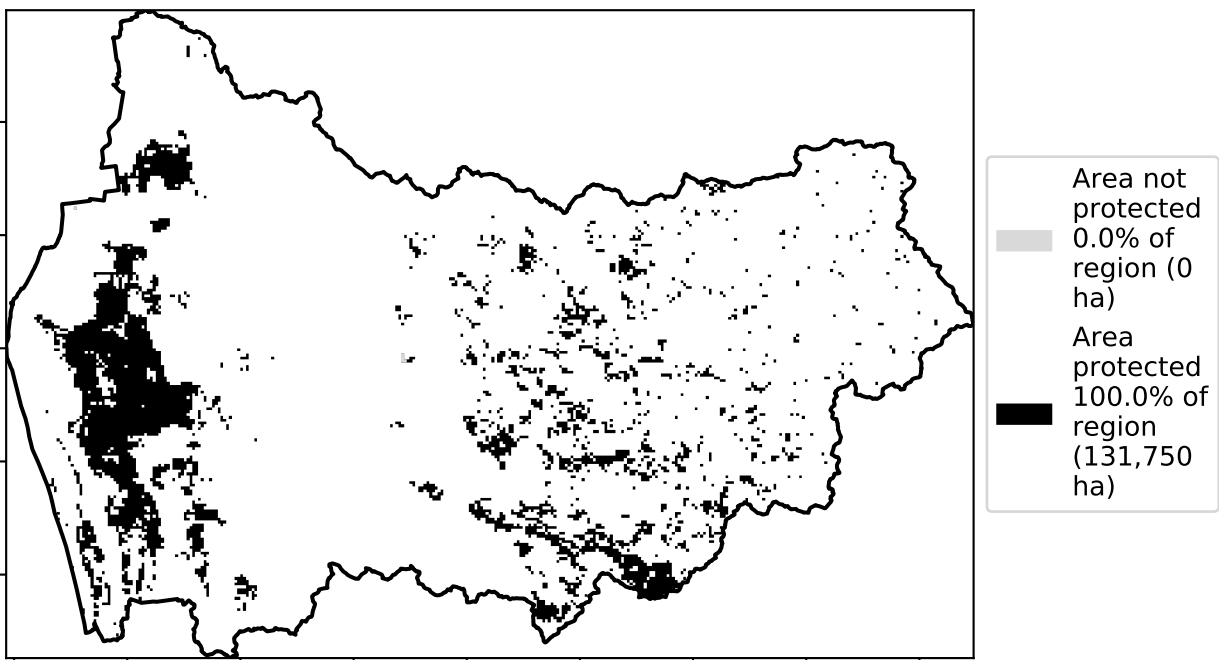 Area not
protected
0.0% of
region (0
ha)
Area
protected
100.0% of
region
(131,750
ha)